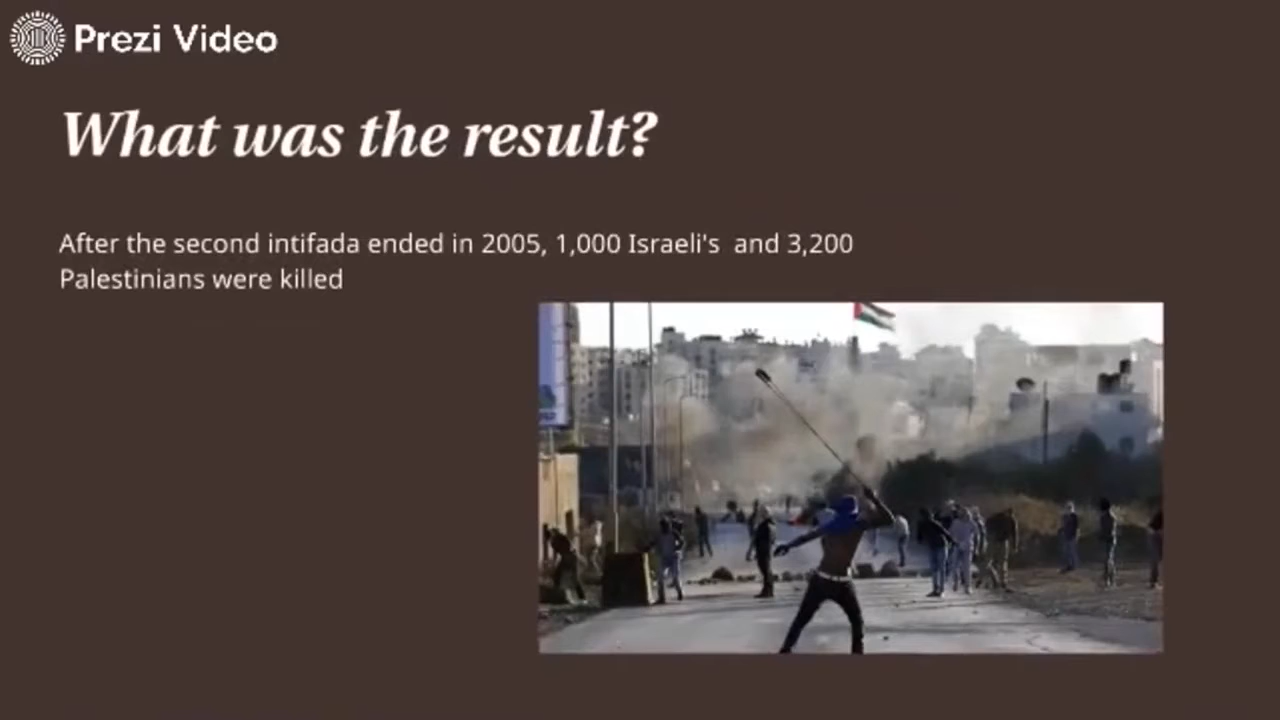 Prezi Video
What was the result?
After the second intifada ended in 2005, 1,000 Israeli's and 3,200
Palestinians were killed